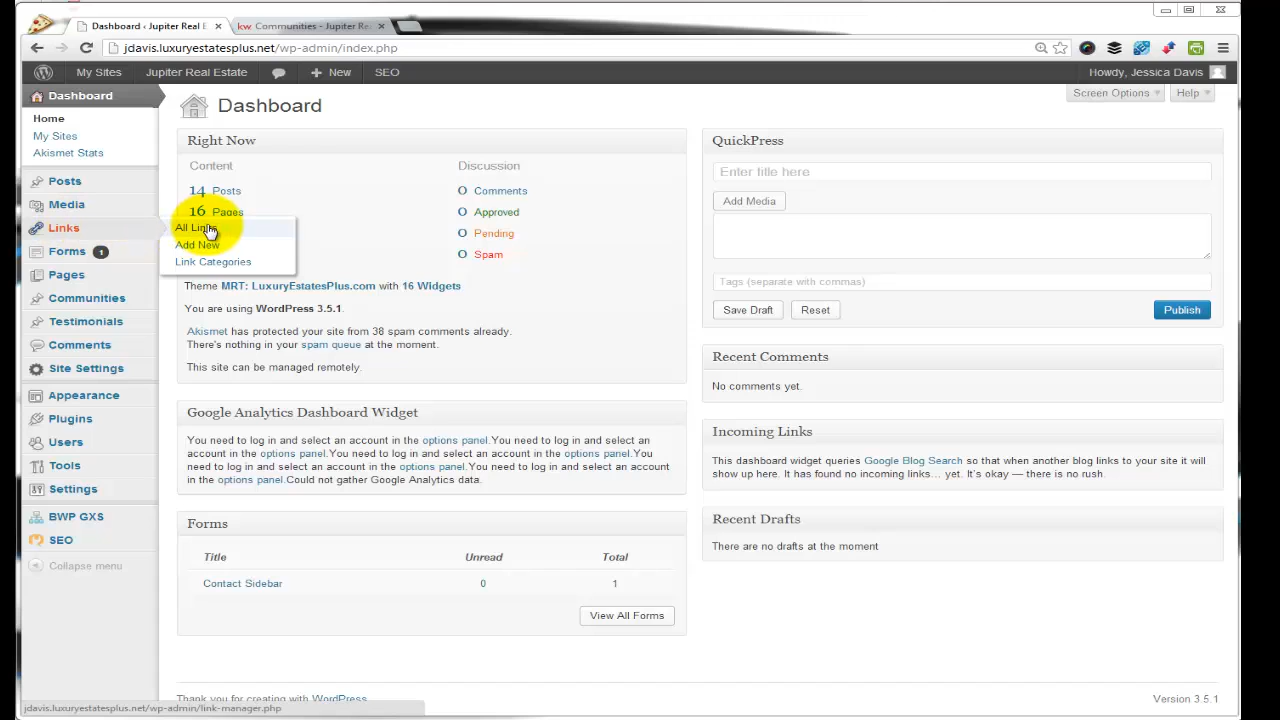 Dashboard ‹ Jupiter Real E
kw Communities - Jupiter Re
jdavis.luxuryestatesplus.net/wp-admin/index.php
My Sites Jupiter Real Estate + New SEO Howdy, Jessica Davis
Screen Options Help
Dashboard
Home
My Sites
Akismet Stats
Posts
Media
Links
All Links
Add New
Link Categories
Forms 1
Pages
Communities
Testimonials
Comments
Site Settings
Appearance
Plugins
Users
Tools
Settings
BWP GXS
SEO
Collapse menu
Dashboard
Right Now
Content Discussion
14 Posts 0 Comments
16 Pages 0 Approved
0 Pending
0 Spam
Theme MRT: LuxuryEstatesPlus.com with 16 Widgets
You are using WordPress 3.5.1.
Akismet has protected your site from 38 spam comments already.
There's nothing in your spam queue at the moment.
This site can be managed remotely.
Google Analytics Dashboard Widget
You need to log in and select an account in the options panel.You need to log in and select an
account in the options panel.You need to log in and select an account in the options panel.You
need to log in and select an account in the options panel.You need to log in and select an account
in the options panel.Could not gather Google Analytics data.
Forms
Title Unread Total
Contact Sidebar 0 1
View All Forms
QuickPress
Enter title here
Add Media
Tags (separate with commas)
Save Draft Reset Publish
Recent Comments
No comments yet.
Incoming Links
This dashboard widget queries Google Blog Search so that when another blog links to your site it will
show up here. It has found no incoming links… yet. It's okay — there is no rush.
Recent Drafts
There are no drafts at the moment
Thank you for creating with WordPress
Version 3.5.1
jdavis.luxuryestatesplus.net/wp-admin/link-manager.php